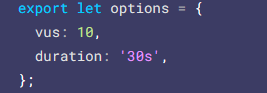 export let options = {
  vus: 10,
  duration: '30s',
};